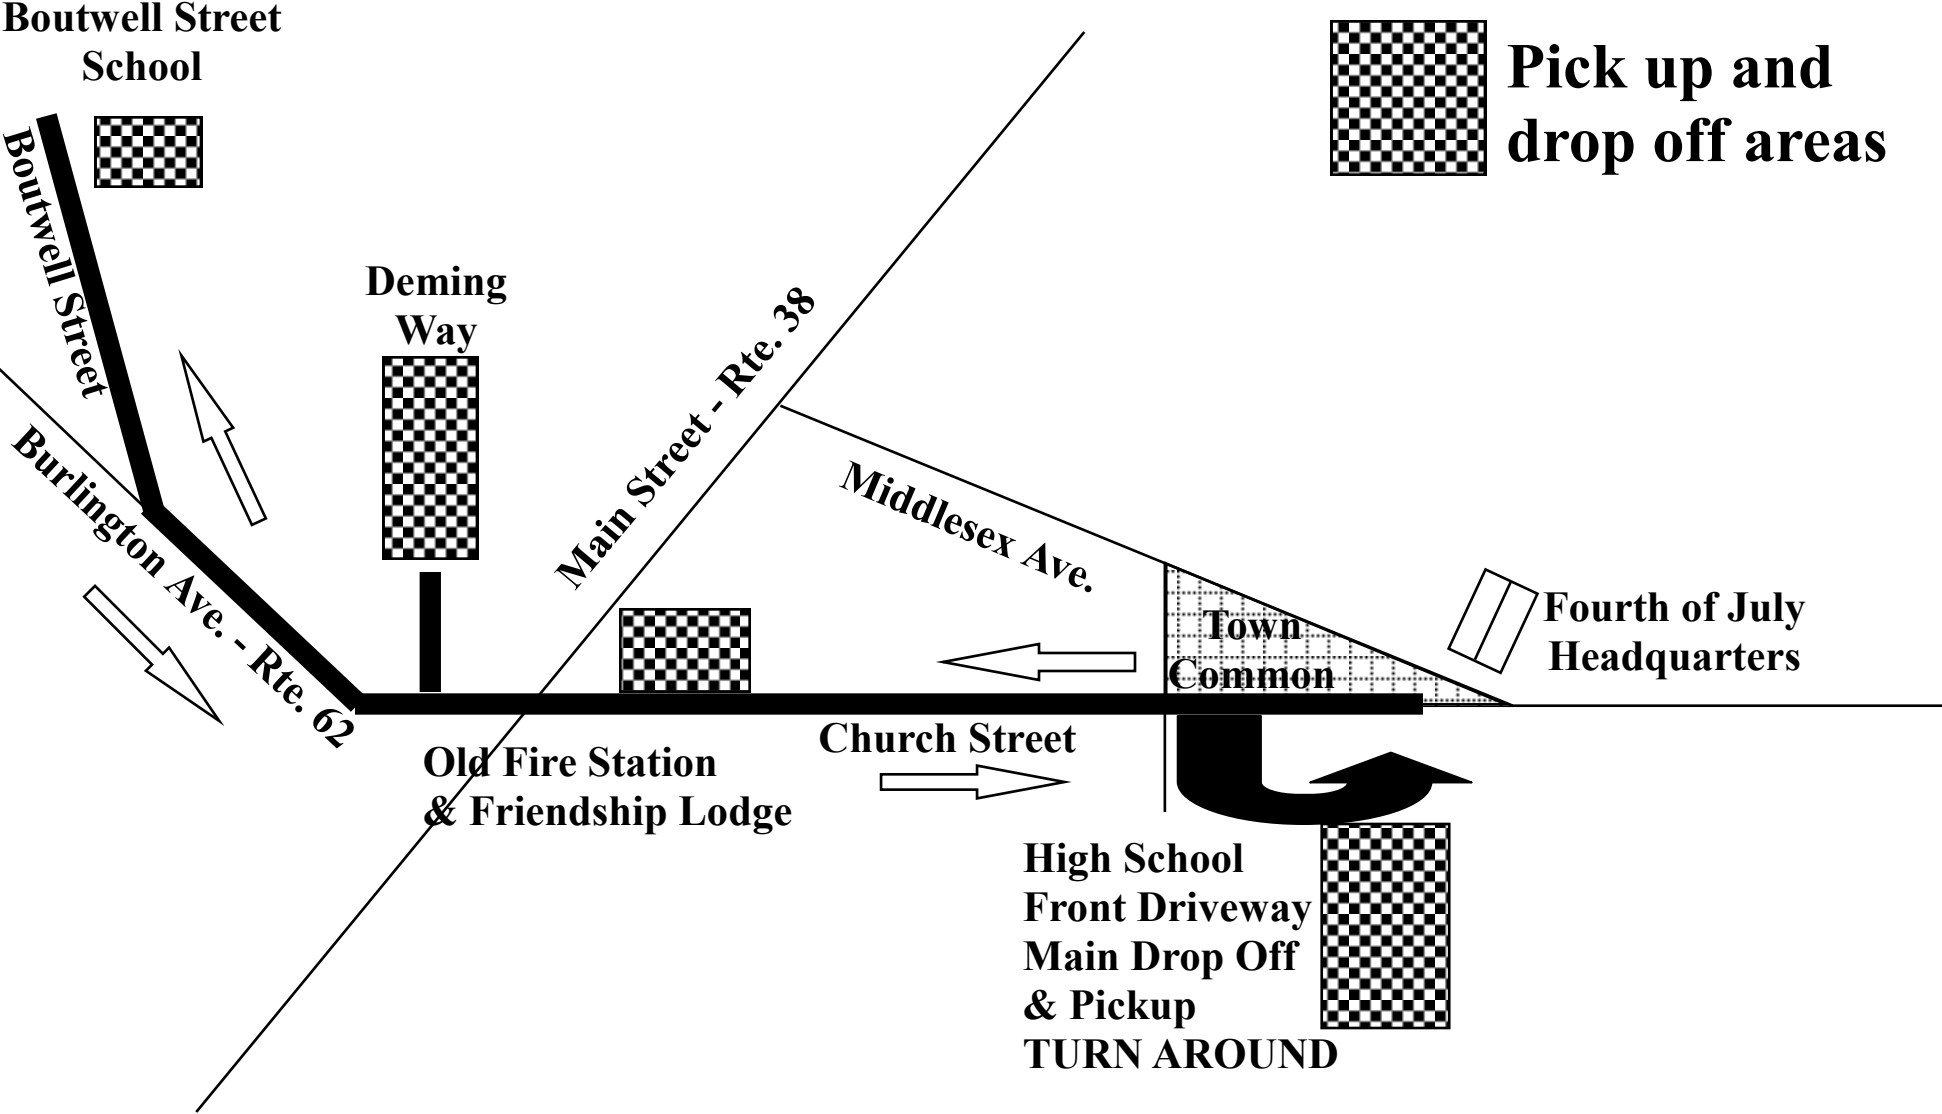 Boutwell Street
School
Pick up and
drop off areas
Boutwell Street
Deming
Way
Main Street - Rte. 38
Burlington Ave. - Rte. 62
Middlesex Ave.
Town
Common
Fourth of July
Headquarters
Church Street
Old Fire Station
& Friendship Lodge
High School
Front Driveway
Main Drop Off
& Pickup
TURN AROUND